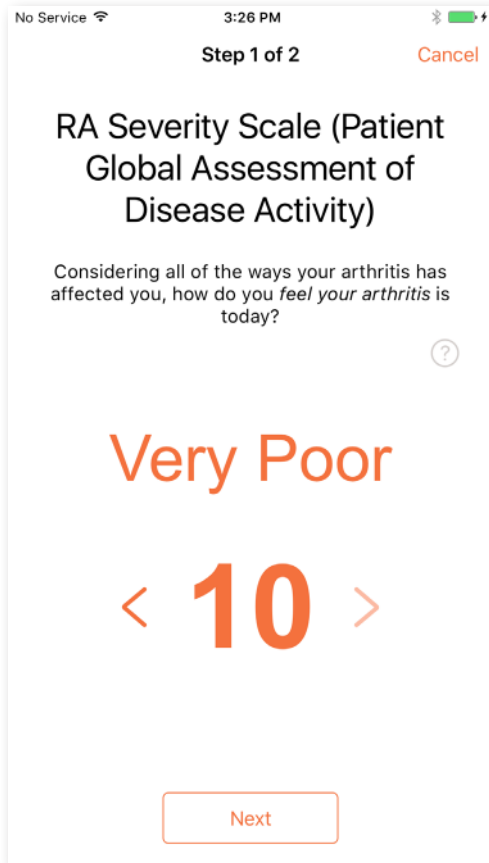 No Service 3:26 PM
Step 1 of 2 Cancel
RA Severity Scale (Patient
Global Assessment of
Disease Activity)
Considering all of the ways your arthritis has
affected you, how do you feel your arthritis is
today?
?
Very Poor
< 10 >
Next